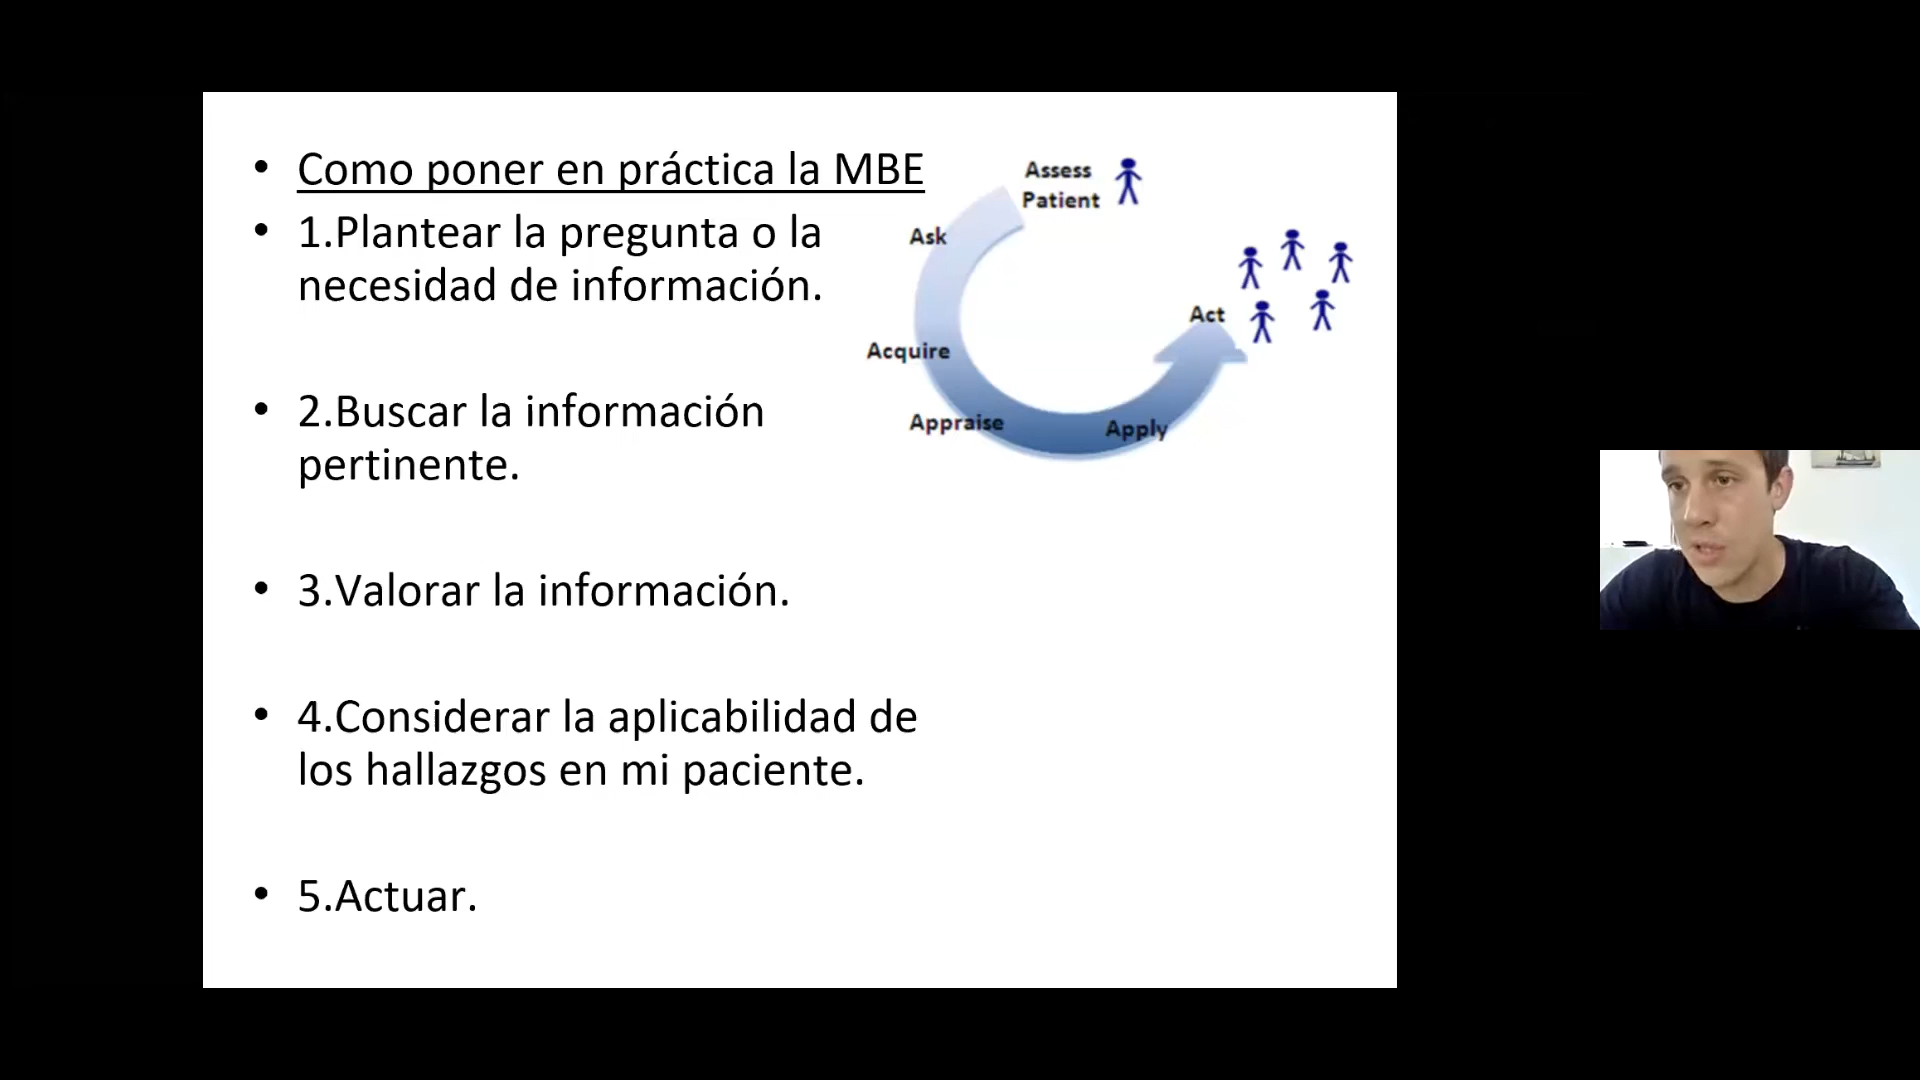 Como poner en práctica la MBE
1.Plantear la pregunta o la
necesidad de información.
2.Buscar la información
pertinente.
3.Valorar la información.
4.Considerar la aplicabilidad de
los hallazgos en mi paciente.
5.Actuar.
Assess
Patient
Ask
Acquire
Appraise
Apply
Act